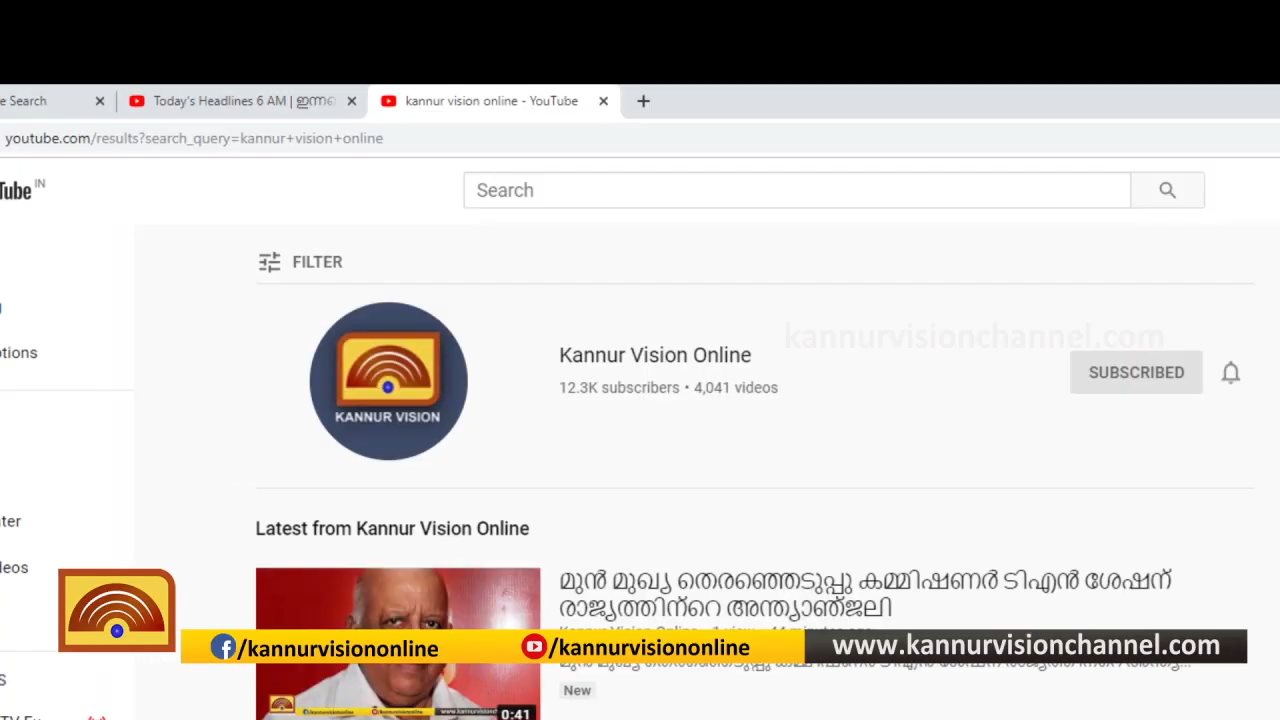 e Search
Today's Headlines 6 AM | ഇന്നത്തെ
kannur vision online - YouTube
youtube.com/results?search_query=kannur+vision+online
Tube IN
Search
FILTER
kannurvisionchannel.com
Kannur Vision Online
12.3K subscribers • 4,041 videos
SUBSCRIBED
KANNUR VISION
ptions
Latest from Kannur Vision Online
ter
eos
മുൻ മുഖ്യ തെരഞ്ഞെടുപ്പു കമ്മിഷണർ ടിഎൻ ശേഷന്
രാജ്യത്തിന്റെ അന്ത്യാഞ്ജലി
/kannurvisiononline
/kannurvisiononline
www.kannurvisionchannel.com
New
S
0:41